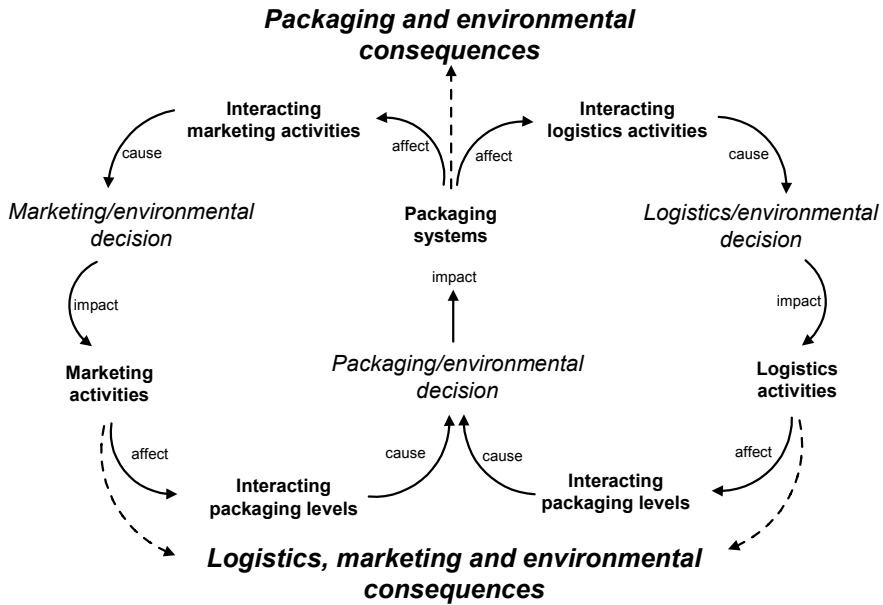 Packaging and environmental
consequences
Interacting
marketing activities
Interacting
logistics activities
affect
affect
cause
cause
Marketing/environmental
decision
Packaging
systems
Logistics/environmental
decision
impact
impact
impact
Marketing
activities
Packaging/environmental
decision
Logistics
activities
affect
cause
cause
affect
Interacting
packaging levels
Interacting
packaging levels
Logistics, marketing and environmental
consequences